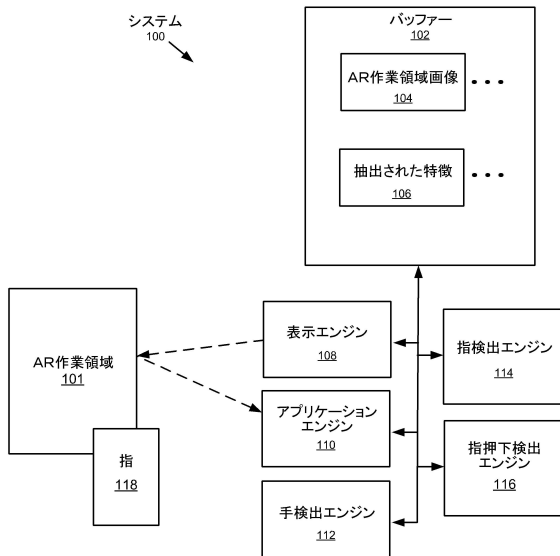 システム
100
バッファー
102
AR作業領域画像
104
• • •
抽出された特徴
106
• • •
AR作業領域
101
指
118
表示エンジン
108
アプリケーション
エンジン
110
手検出エンジン
112
指検出エンジン
114
指押下検出
エンジン
116